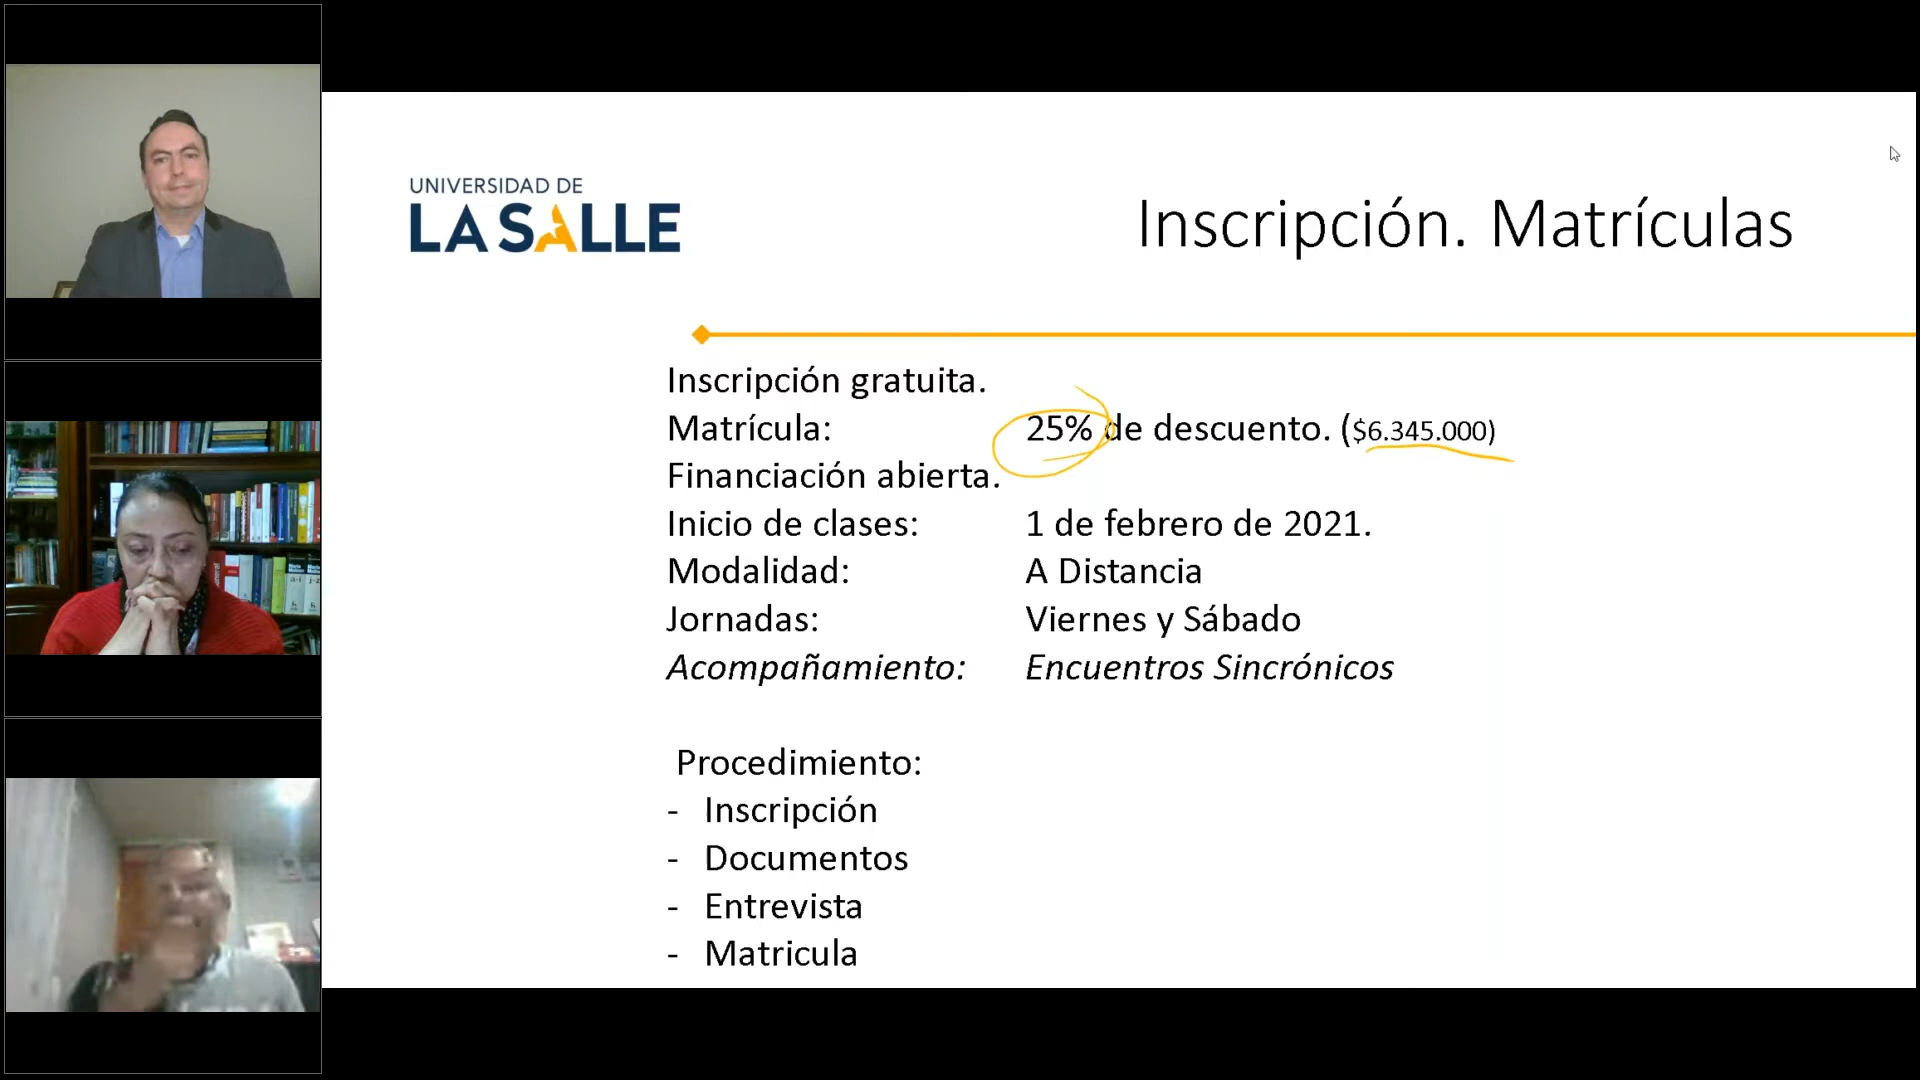 UNIVERSIDAD DE
LA SALLE
Inscripción. Matrículas
Inscripción gratuita.
Matrícula: 25% de descuento. ($6.345.000)
Financiación abierta.
Inicio de clases: 1 de febrero de 2021.
Modalidad: A Distancia
Jornadas: Viernes y Sábado
Acompañamiento: Encuentros Sincrónicos
Procedimiento:
- Inscripción
- Documentos
- Entrevista
- Matricula